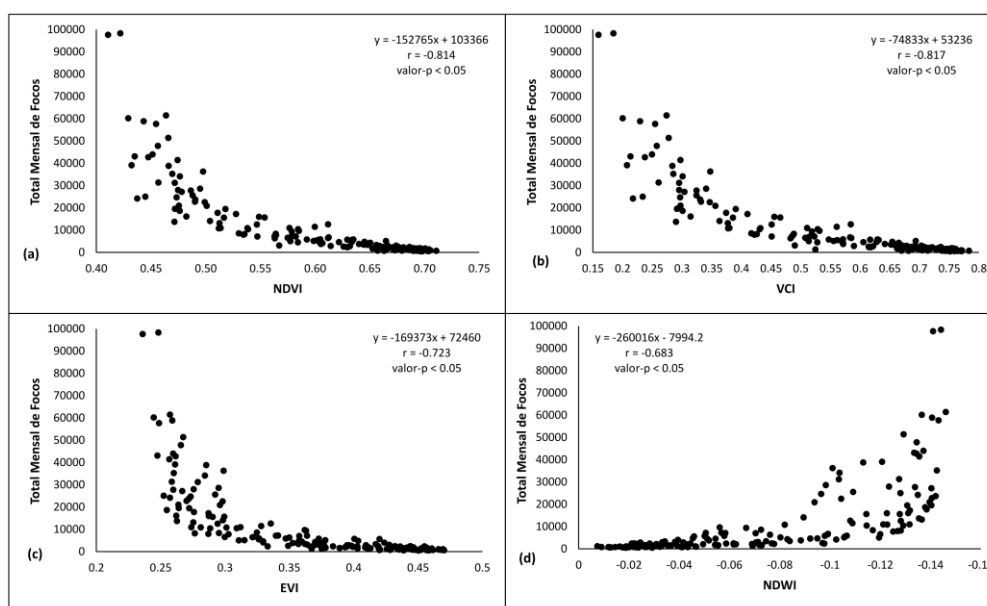 100000
90000
80000
70000
60000
50000
40000
30000
20000
10000
0
Total Mensal de Focos
y = -152765x + 103366
r = -0.814
valor-p < 0.05
(a)
0.40 0.45 0.50 0.55 0.60 0.65 0.70 0.75
NDVI
100000
90000
80000
70000
60000
50000
40000
30000
20000
10000
0
Total Mensal de Focos
y = -74833x + 53236
r = -0.817
valor-p < 0.05
(b)
0.15 0.2 0.25 0.3 0.35 0.4 0.45 0.5 0.55 0.6 0.65 0.7 0.75 0.8
VCI
100000
90000
80000
70000
60000
50000
40000
30000
20000
10000
0
Total Mensal de Focos
y = -169373x + 72460
r = -0.723
valor-p < 0.05
(c)
0.2 0.25 0.3 0.35 0.4 0.45 0.5
EVI
100000
90000
80000
70000
60000
50000
40000
30000
20000
10000
0
Total Mensal de Focos
y = -260016x - 7994.2
r = -0.683
valor-p < 0.05
(d)
0 -0.02 -0.04 -0.06 -0.08 -0.1 -0.12 -0.14
NDWI